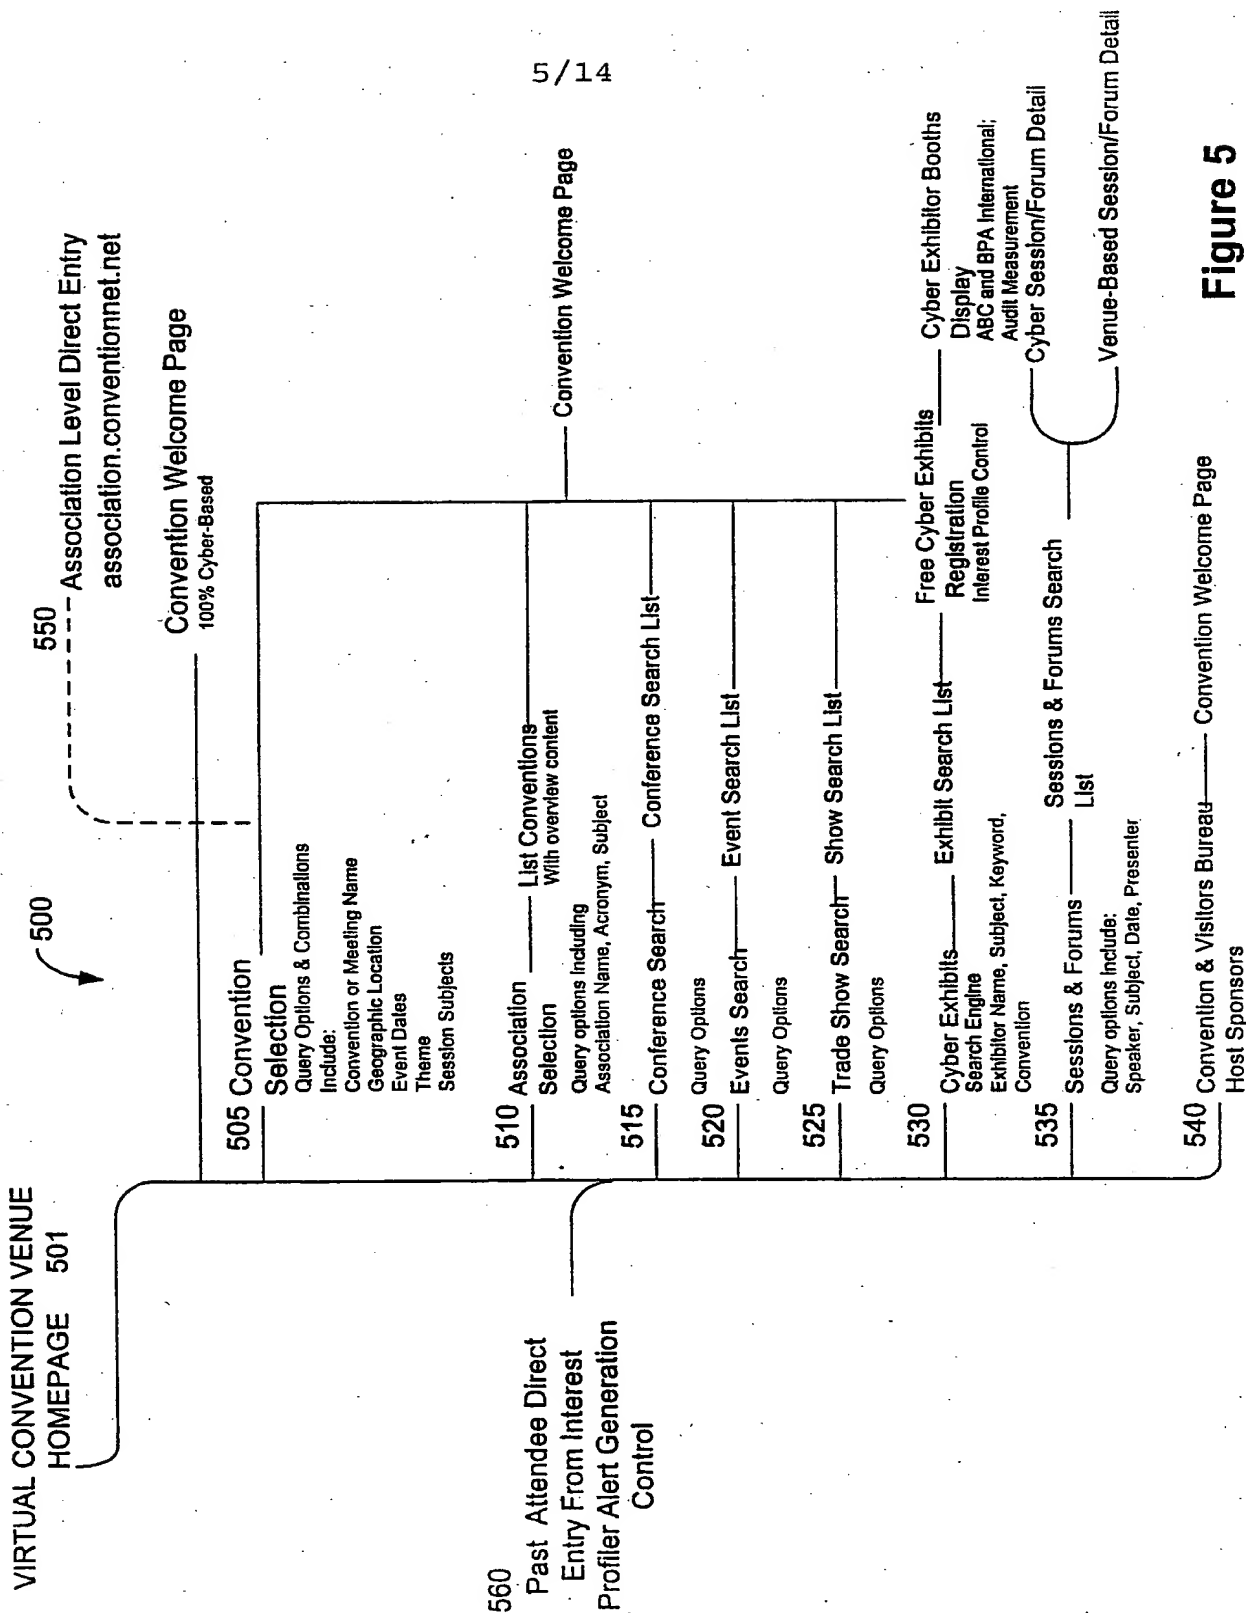 5/14
VIRTUAL CONVENTION VENUE
HOMEPAGE 501
500
550
Association Level Direct Entry
association.conventionnet.net
Convention Welcome Page
100% Cyber-Based
505 Convention
Selection
Query Options & Combinations
Include:
Convention or Meeting Name
Geographic Location
Event Dates
Theme
Session Subjects
Convention Welcome Page
560
Past Attendee Direct
Entry From Interest
Profiler Alert Generation
Control
510 Association
Selection
Query options Including
Association Name, Acronym, Subject
List Conventions
With overview content
515 Conference Search
Conference Search List
Query Options
520 Events Search
Event Search List
Query Options
525 Trade Show Search
Show Search List
Query Options
530 Cyber Exhibits
Search Engine
Exhibitor Name, Subject, Keyword,
Convention
Exhibit Search List
Free Cyber Exhibits
Registration
Interest Profile Control
Cyber Exhibitor Booths
Display
ABC and BPA International;
Audit Measurement
535 Sessions & Forums
Query options Include:
Speaker, Subject, Date, Presenter
Sessions & Forums Search
List
Cyber Session/Forum Detail
Venue-Based Session/Forum Detail
540 Convention & Visitors Bureau
Host Sponsors
Convention Welcome Page
Figure 5